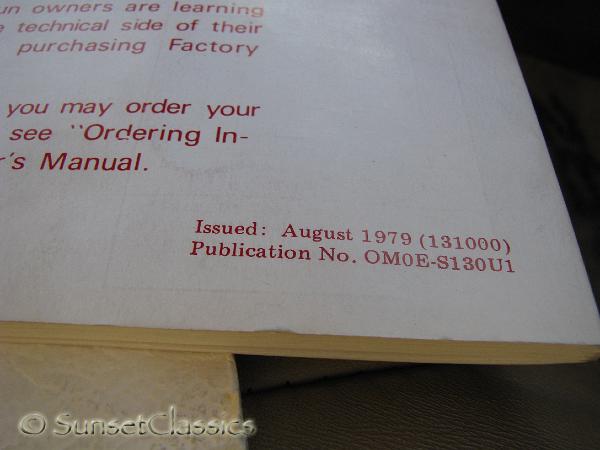 un owners are learning
technical side of their
purchasing Factory
you may order your
see "Ordering In-
r's Manual.
Issued: August 1979 (131000)
Publication No. OM0E-S130U1
© SunsetClassics